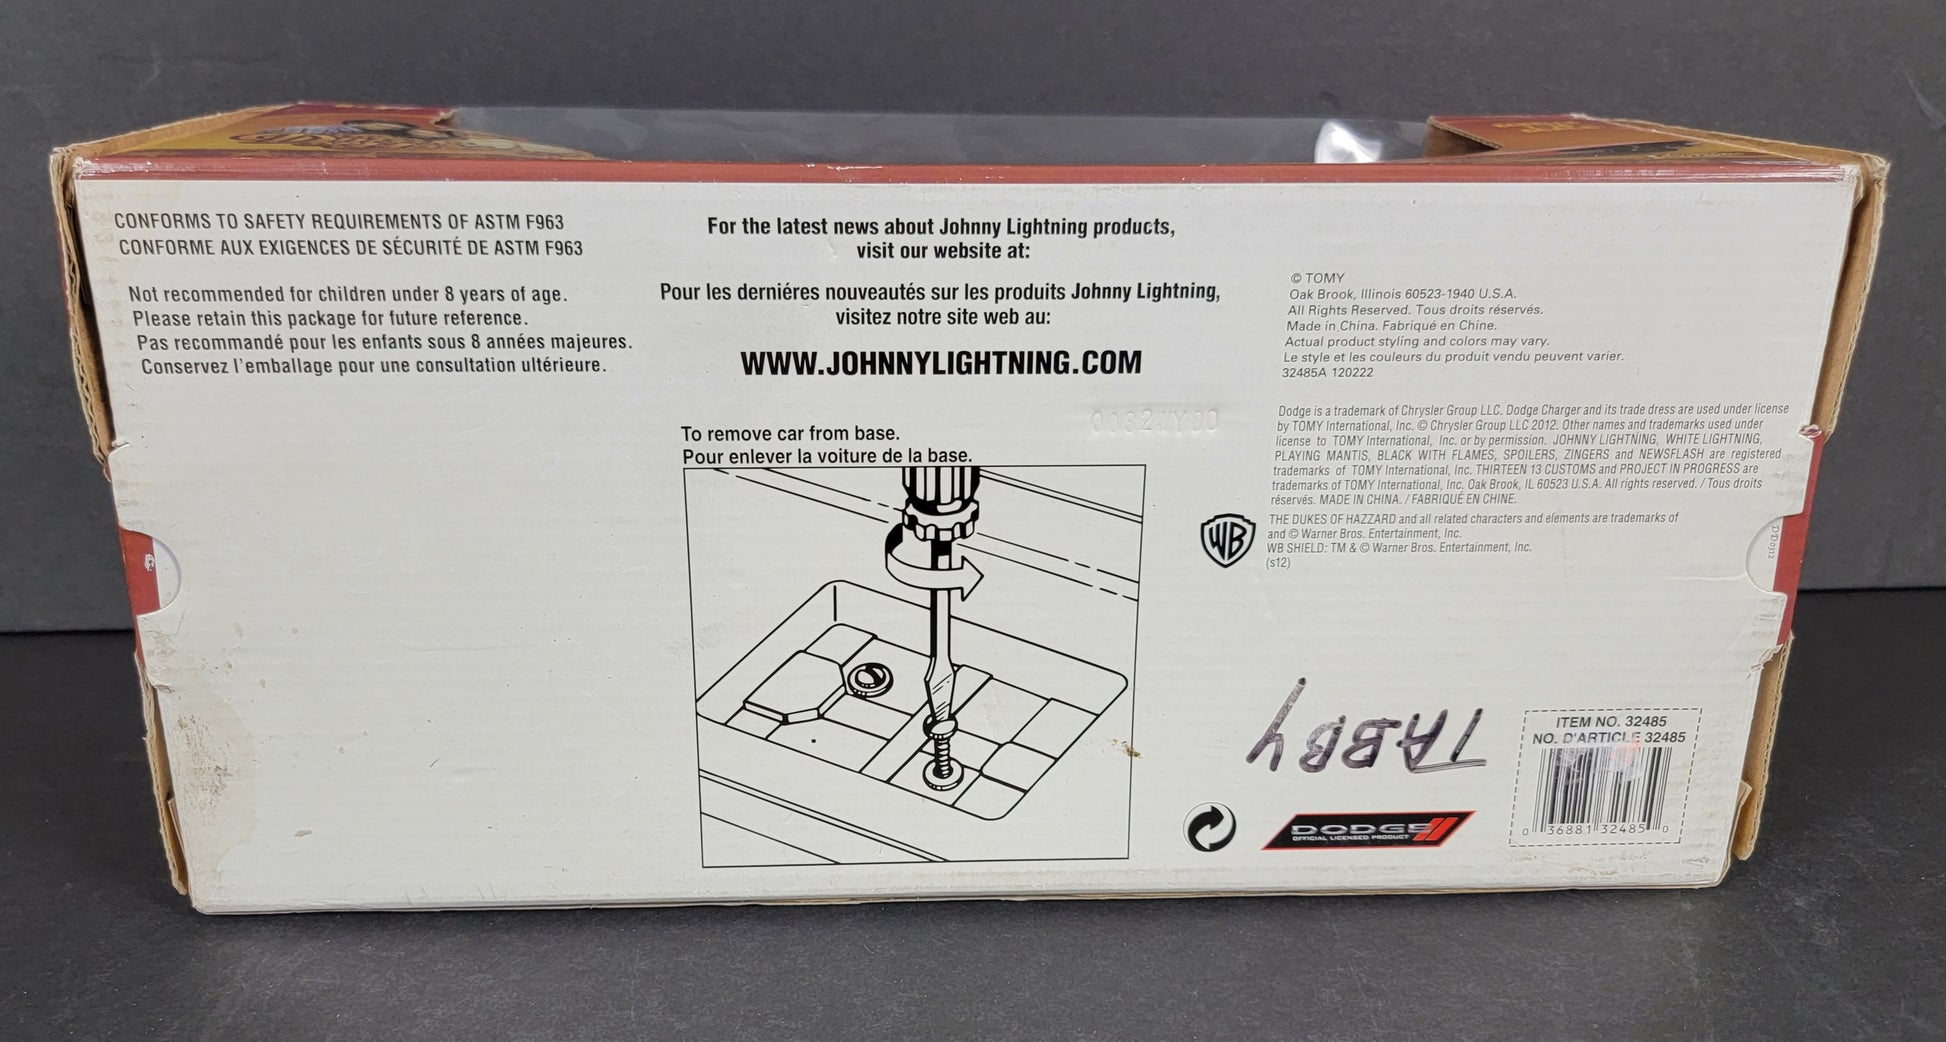 CONFORMS TO SAFETY REQUIREMENTS OF ASTM F963
CONFORME AUX EXIGENCES DE SÉCURITÉ DE ASTM F963
Not recommended for children under 8 years of age.
Please retain this package for future reference.
Pas recommandé pour les enfants sous 8 années majeures.
Conservez l'emballage pour une consultation ultérieure.
For the latest news about Johnny Lightning products,
visit our website at:
Pour les derniéres nouveautés sur les produits Johnny Lightning,
visitez notre site web au:
WWW.JOHNNYLIGHTNING.COM
To remove car from base.
Pour enlever la voiture de la base.
© TOMY
Oak Brook, Illinois 60523-1940 U.S.A.
All Rights Reserved. Tous droits réservés.
Made in China. Fabriqué en Chine.
Actual product styling and colors may vary.
Le style et les couleurs du produit vendu peuvent varier.
32485A 120222
Dodge is a trademark of Chrysler Group LLC. Dodge Charger and its trade dress are used under license
by TOMY International, Inc. © Chrysler Group LLC 2012. Other names and trademarks used under
license to TOMY International, Inc. or by permission. JOHNNY LIGHTNING, WHITE LIGHTNING,
PLAYING MANTIS, BLACK WITH FLAMES, SPOILERS, ZINGERS and NEWSFLASH are registered
trademarks of TOMY International, Inc. THIRTEEN 13 CUSTOMS and PROJECT IN PROGRESS are
trademarks of TOMY International, Inc. Oak Brook, IL 60523 U.S.A. All rights reserved. / Tous droits
réservés. MADE IN CHINA. / FABRIQUÉ EN CHINE.
WB
THE DUKES OF HAZZARD and all related characters and elements are trademarks of
and © Warner Bros. Entertainment, Inc.
WB SHIELD: TM & © Warner Bros. Entertainment, Inc.
(s12)
TABBY
ITEM NO. 32485
NO. D'ARTICLE 32485
0 36881 32485 0
DODGE
OFFICIAL LICENSED PRODUCT